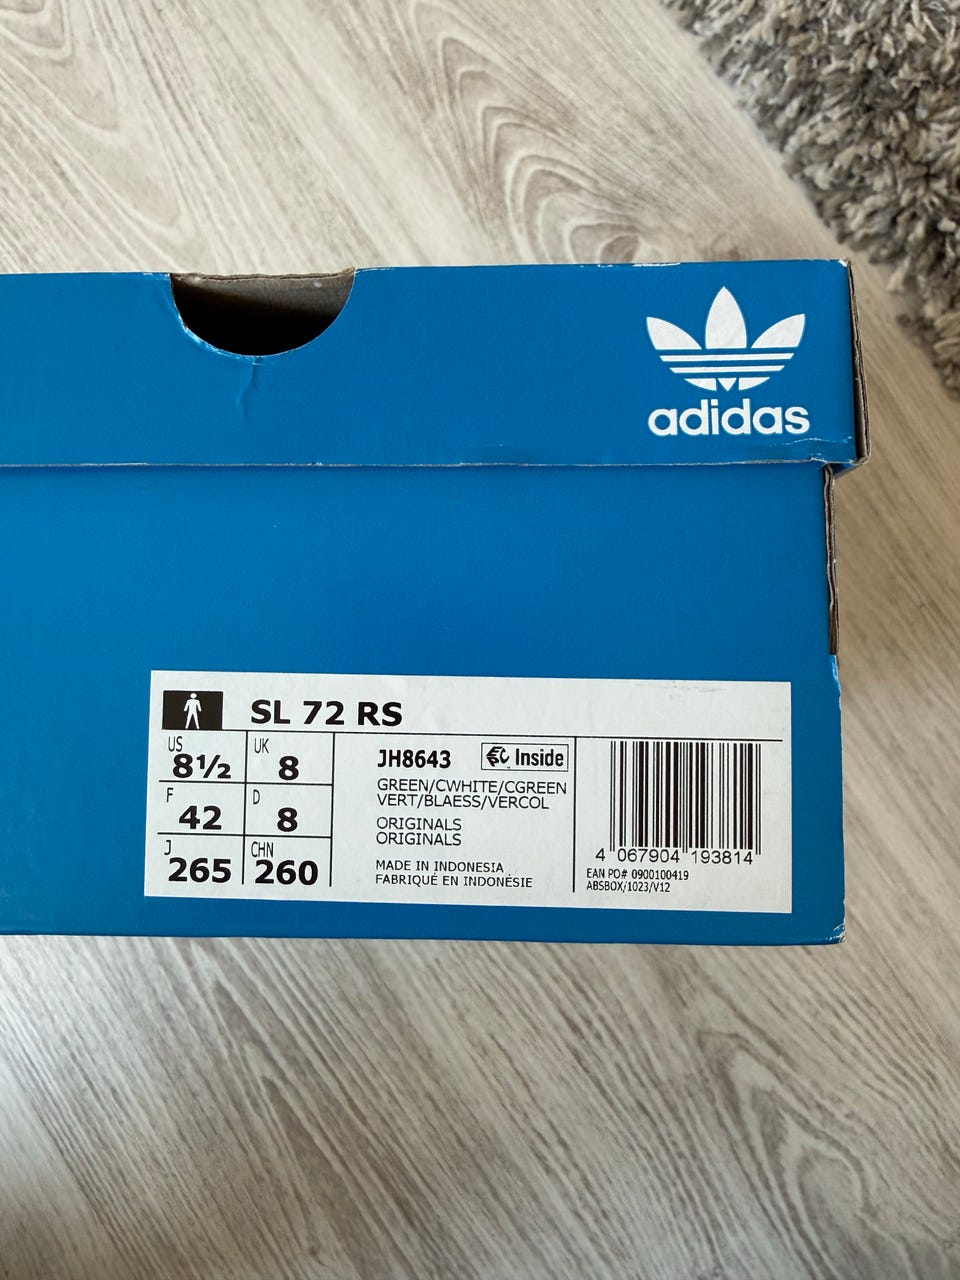 adidas
SL 72 RS
US 8½ UK 8
F 42 D 8
J 265 CHN 260
JH8643 Inside
GREEN/CWHITE/CGREEN
VERT/BLAESS/VERCOL
ORIGINALS
ORIGINALS
MADE IN INDONESIA
FABRIQUÉ EN INDONÉSIE
4 067904 193814
EAN PO# 0900100419
ABSBOX/1023/V12